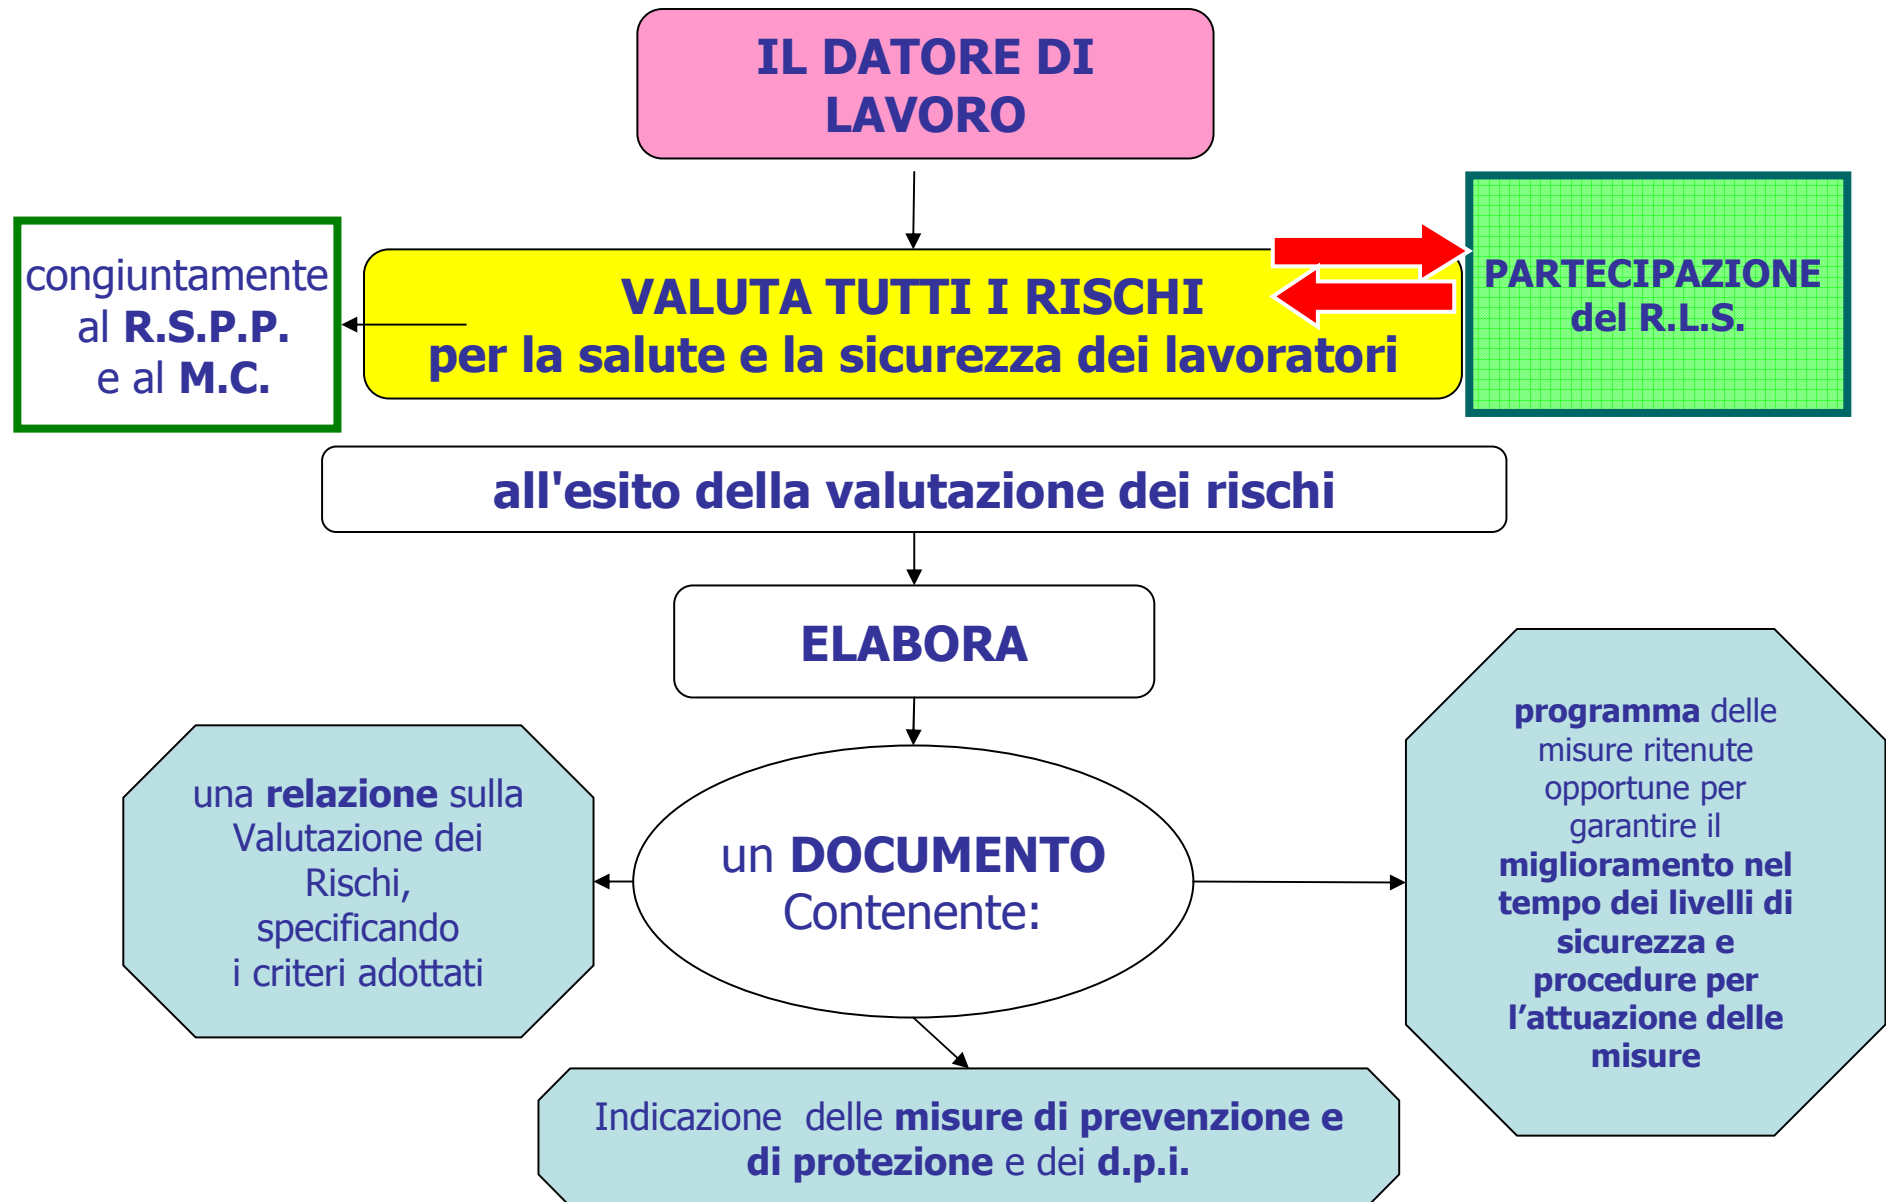 IL DATORE DI
LAVORO
congiuntamente
al R.S.P.P.
e al M.C.
VALUTA TUTTI I RISCHI
per la salute e la sicurezza dei lavoratori
PARTECIPAZIONE
del R.L.S.
all'esito della valutazione dei rischi
ELABORA
una relazione sulla
Valutazione dei
Rischi,
specificando
i criteri adottati
un DOCUMENTO
Contenente:
programma delle
misure ritenute
opportune per
garantire il
miglioramento nel
tempo dei livelli di
sicurezza e
procedure per
l’attuazione delle
misure
Indicazione delle misure di prevenzione e
di protezione e dei d.p.i.